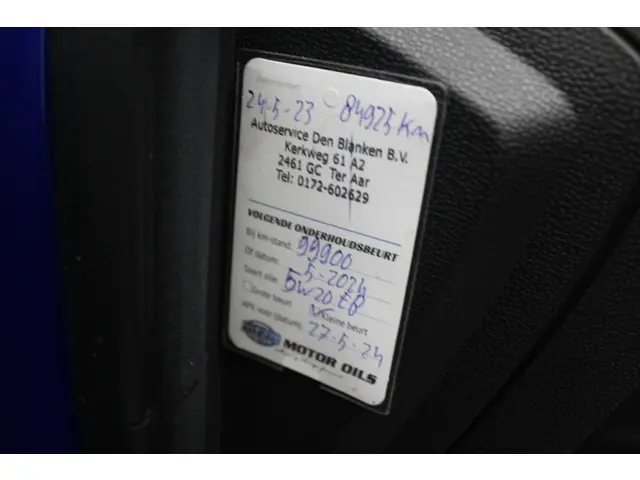 24-5-23 84925 Km
Autoservice Den Blanken B.V.
Kerkweg 61 A2
2461 GC Ter Aar
Tel: 0172-602629
VOLGENDE ONDERHOUDSBEURT
Bij km-stand: 99900
Of datum: 5-2024
Soort olie: 5W20 EB
Grote beurt Kleine beurt
APK voor (datum): 27-5-24
MOTOR OILS